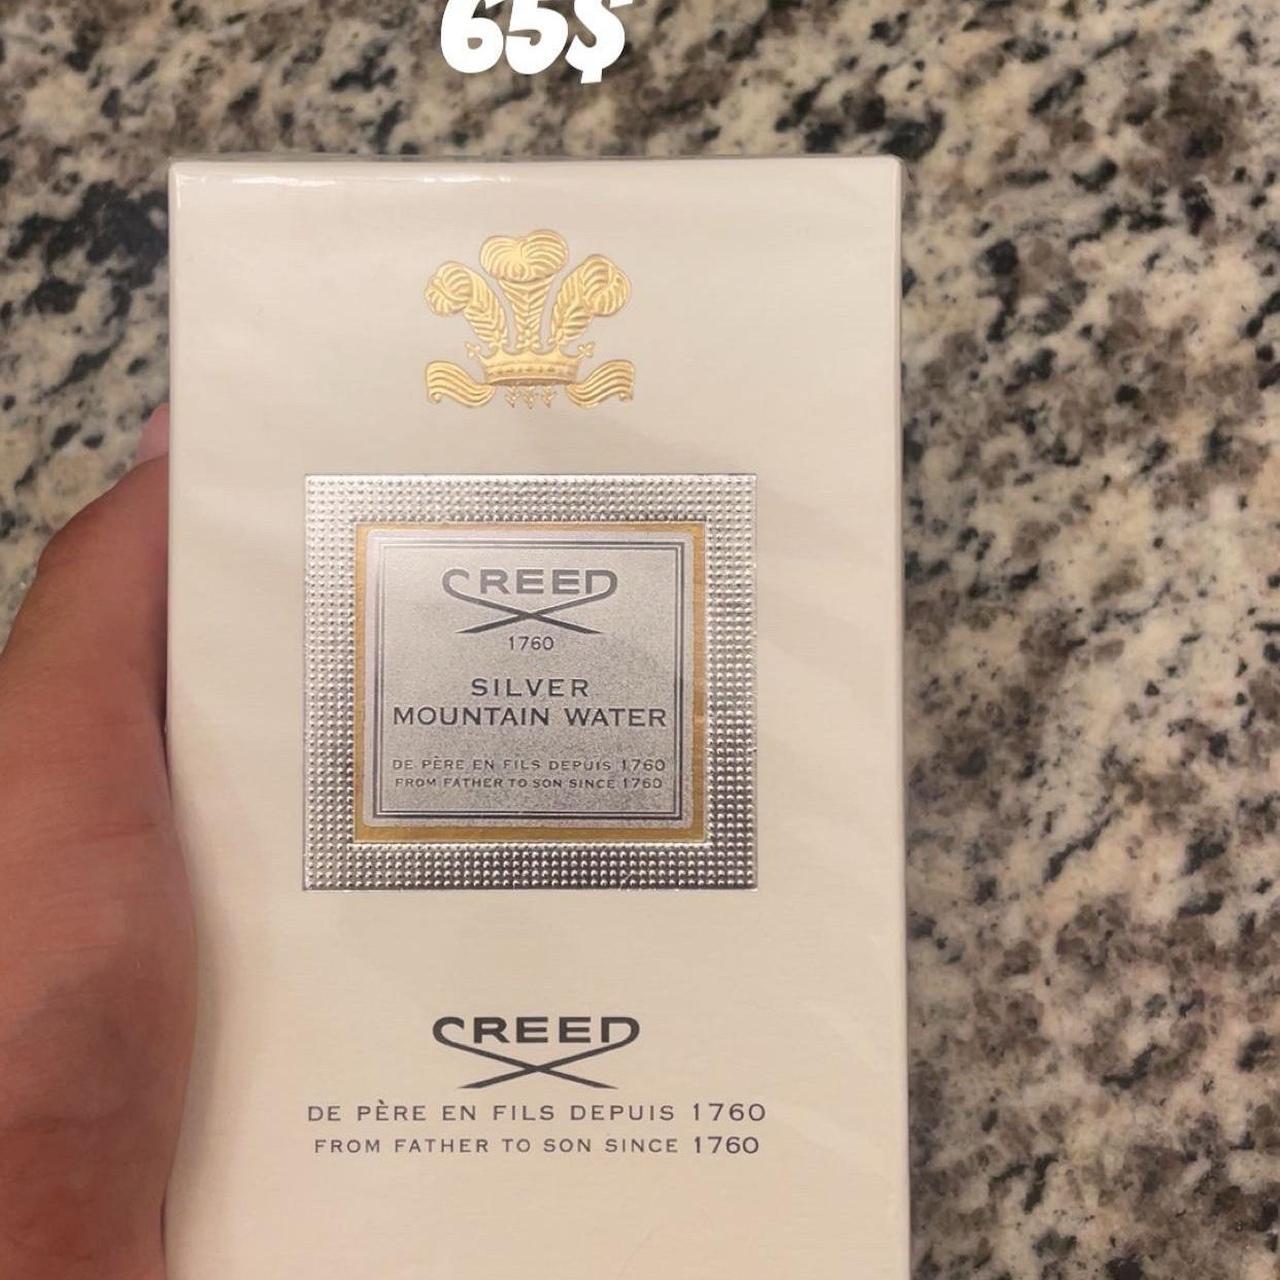 65$
CREED
1760
SILVER
MOUNTAIN WATER
DE PÈRE EN FILS DEPUIS 1760
FROM FATHER TO SON SINCE 1760
CREED
DE PÈRE EN FILS DEPUIS 1760
FROM FATHER TO SON SINCE 1760